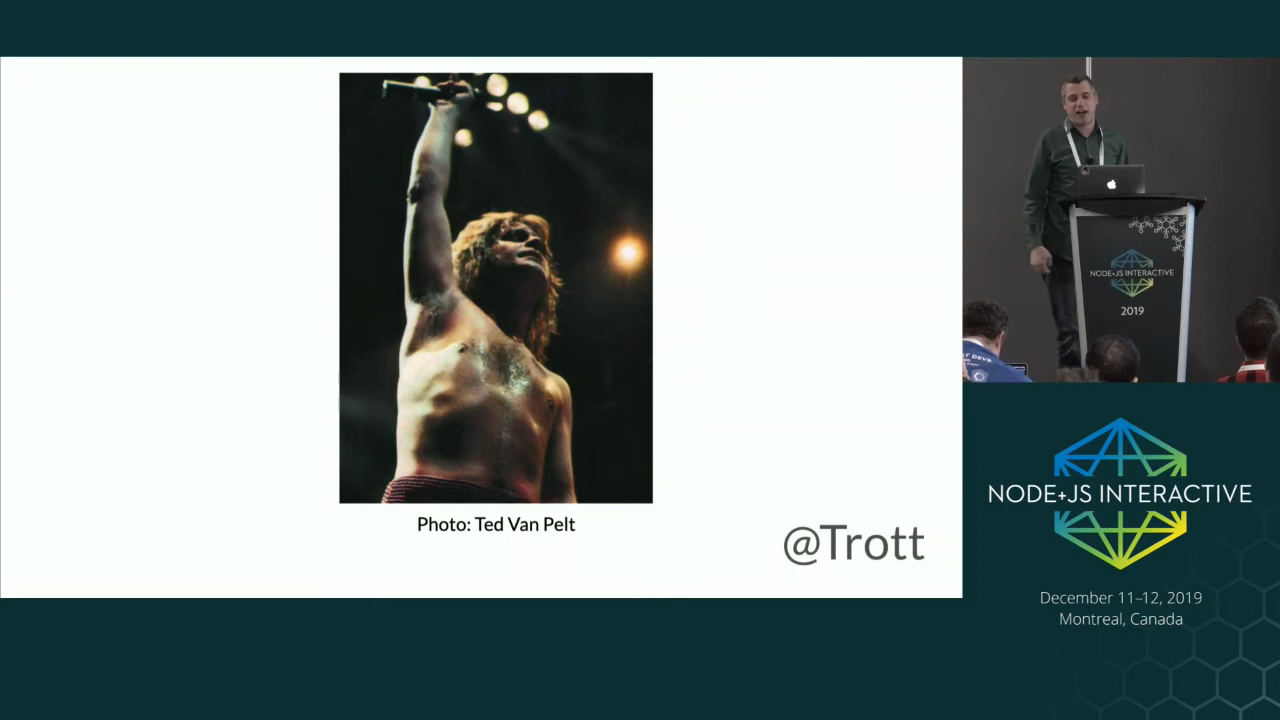 Photo: Ted Van Pelt
@Trott
NODE+JS INTERACTIVE
2019
NODE+JS INTERACTIVE
December 11–12, 2019
Montreal, Canada